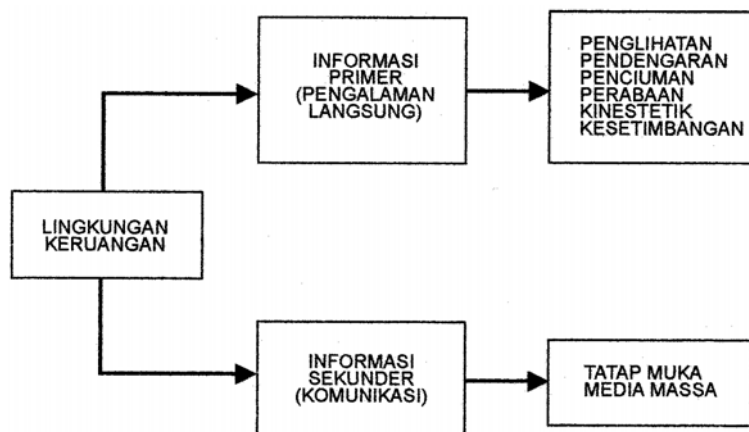 INFORMASI
PRIMER
(PENGALAMAN
LANGSUNG)
PENGLIHATAN
PENDENGARAN
PENCIUMAN
PERABAAN
KINESTETIK
KESETIMBANGAN
LINGKUNGAN
KERUANGAN
INFORMASI
SEKUNDER
(KOMUNIKASI)
TATAP MUKA
MEDIA MASSA